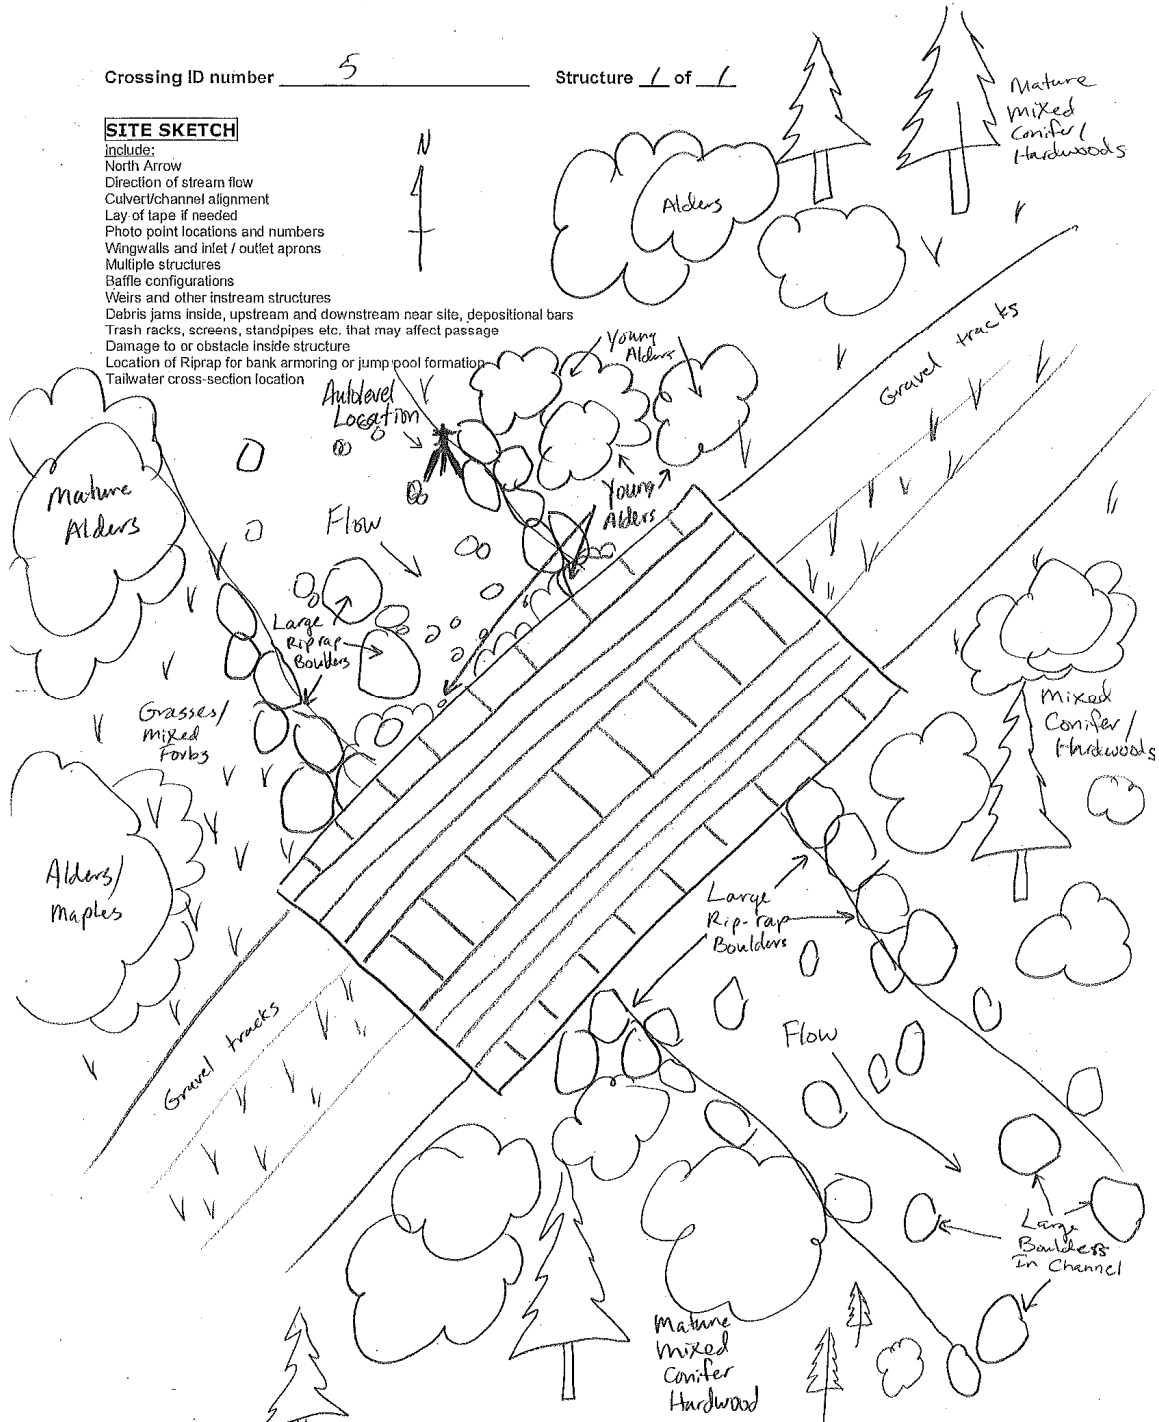 Crossing ID number 5
Structure 1 of 1
SITE SKETCH
Include:
North Arrow
Direction of stream flow
Culvert/channel alignment
Lay of tape if needed
Photo point locations and numbers
Wingwalls and inlet / outlet aprons
Multiple structures
Baffle configurations
Weirs and other instream structures
Debris jams inside, upstream and downstream near site, depositional bars
Trash racks, screens, standpipes etc. that may affect passage
Damage to or obstacle inside structure
Location of Riprap for bank armoring or jump pool formation
Tailwater cross-section location
N
Mature
Mixed
Conifer/
Hardwoods
Alders
Gravel tracks
Young
Alders
Autolevel
Location
Young
Alders
Mature
Alders
Flow
Large
Riprap
Boulders
Grasses/
Mixed
Forbs
Mixed
Conifer/
Hardwoods
Alders/
Maples
Large
Rip-rap
Boulders
Gravel tracks
Flow
Large
Boulders
In Channel
Mature
Mixed
Conifer
Hardwood